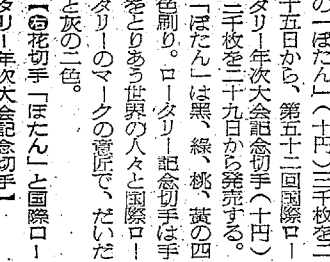 の「ぼたん」（十円）三千枚を二
十五日から、第五十二回国際ロー
タリー年次大会記念切手（十円）
三千枚を二十九日から発売する。
「ぼたん」は黒、緑、桃、黄の四
色刷り。ロータリー記念切手は手
をとりあう世界の人々と国際ロー
タリーのマークの意匠で、だいだ
と灰の二色。
【㊨花切手「ぼたん」と国際ロー
タリー年次大会記念切手】